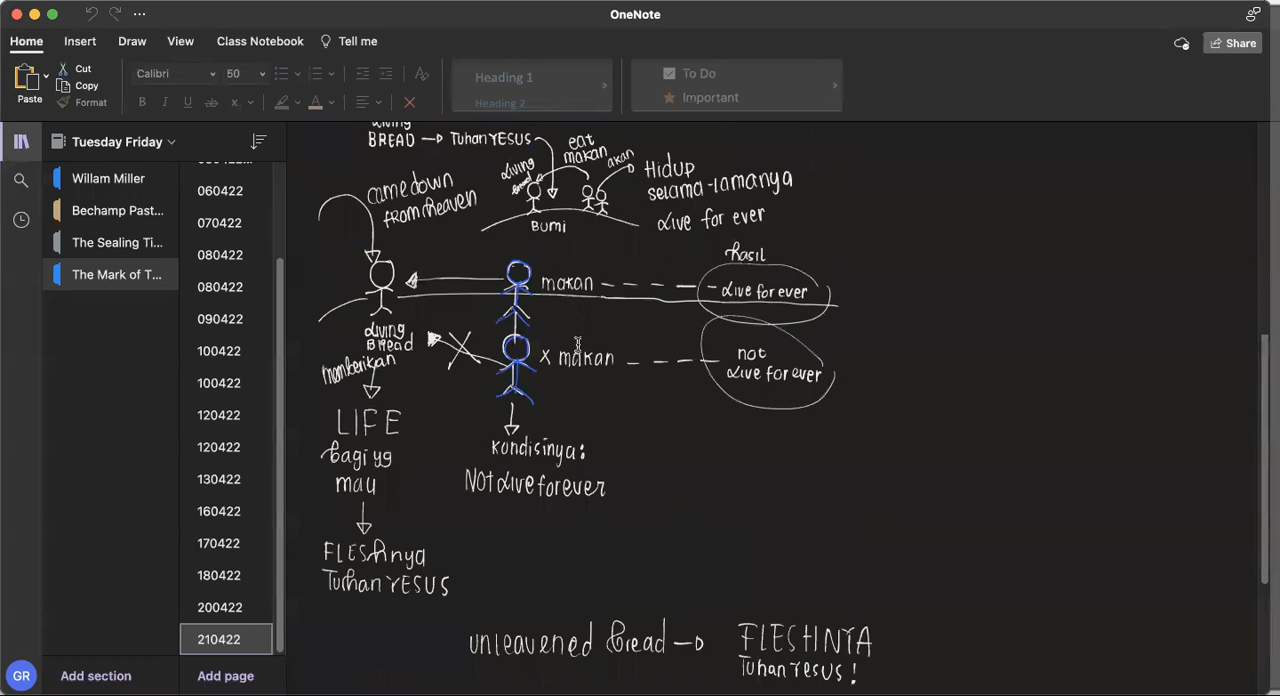 OneNote
Home Insert Draw View Class Notebook Tell me
Share
Paste
Cut
Copy
Format
Calibri 50
B I U ab x
A
Heading 1
Heading 2
To Do
Important
Tuesday Friday
Willam Miller
Bechamp Past...
The Sealing Ti...
The Mark of T...
060422
070422
080422
080422
090422
100422
100422
120422
120422
130422
160422
170422
180422
200422
210422
GR
Add section
Add page
Living
BREAD → Tuhan YESUS
eat
makan
akan
Living
Bread
Hidup
selama-lamanya
Live for ever
BUMI
came down
from heaven
hasil
makan
Live for ever
Living
BREAD
X makan
not
Live for ever
memberikan
LIFE
bagi yg
mau
kondisinya:
NOT Live forever
FLESHnya
Tuhan YESUS
unleavened bread → FLESHNYA
Tuhan Yesus!